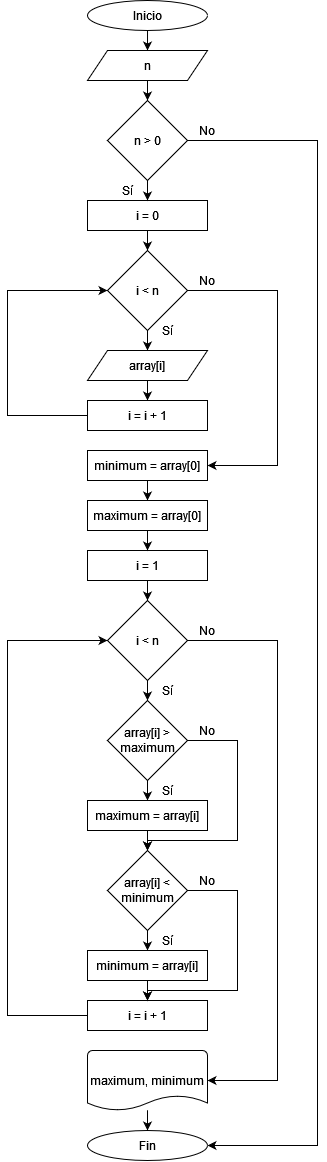 Inicio
n
n > 0
No
Sí
i = 0
i < n
No
Sí
array[i]
i = i + 1
minimum = array[0]
maximum = array[0]
i = 1
i < n
No
Sí
array[i] >
maximum
No
Sí
maximum = array[i]
array[i] <
minimum
No
Sí
minimum = array[i]
i = i + 1
maximum, minimum
Fin